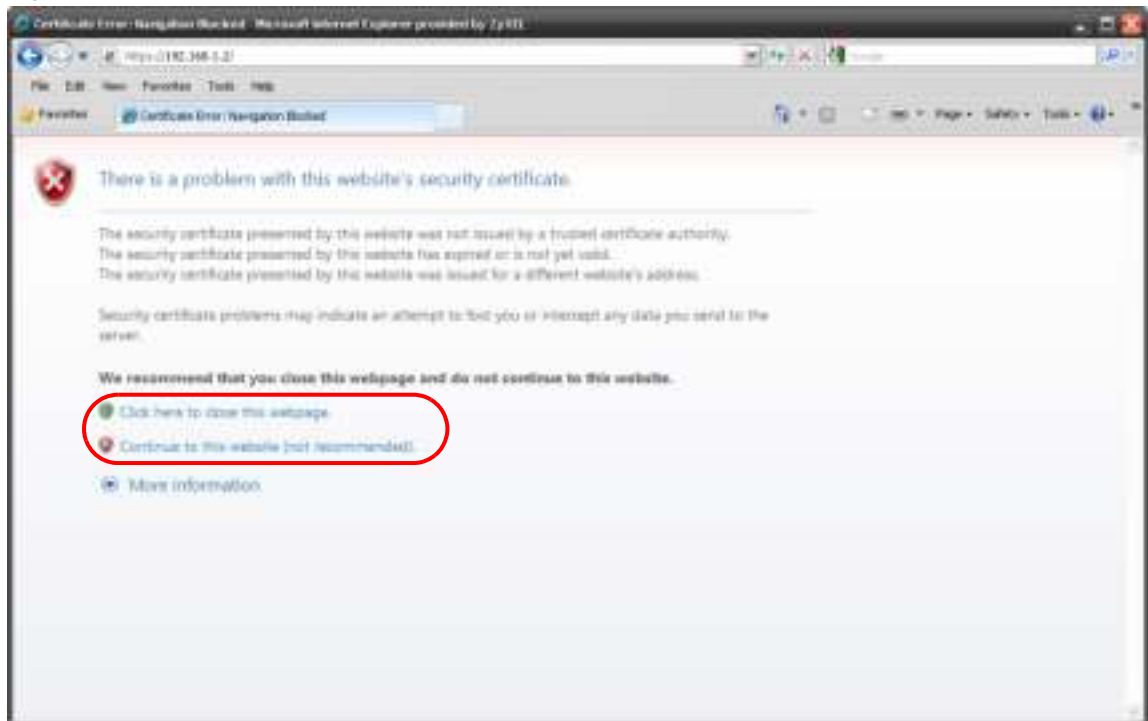 Certificate Error: Navigation Blocked - Microsoft Internet Explorer provided by ZyXEL
https://192.168.1.2/
File Edit View Favorites Tools Help
Favorites Certificate Error: Navigation Blocked Page Safety Tools
There is a problem with this website's security certificate.
The security certificate presented by this website was not issued by a trusted certificate authority.
The security certificate presented by this website has expired or is not yet valid.
The security certificate presented by this website was issued for a different website's address.
Security certificate problems may indicate an attempt to fool you or intercept any data you send to the
server.
We recommend that you close this webpage and do not continue to this website.
Click here to close this webpage.
Continue to this website (not recommended).
More information